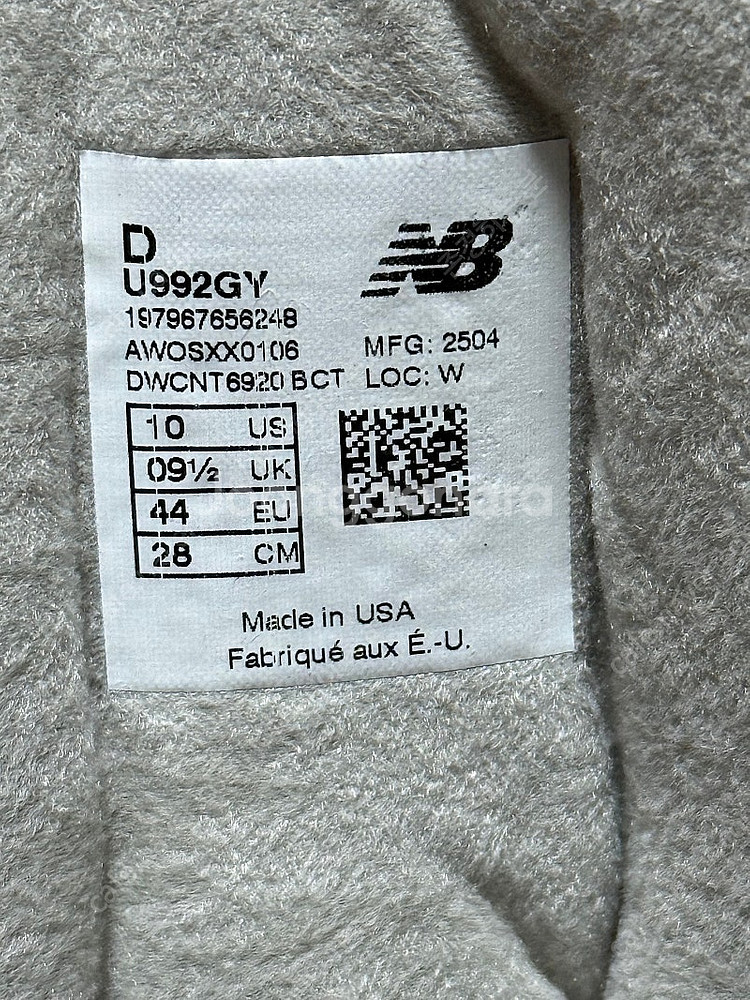 D
NB
U992GY
197967656248
AWOSXX0106
MFG: 2504
DWCNT6920 BCT
LOC: W
10 US
09½ UK
44 EU
28 CM
Made in USA
Fabriqué aux É.-U.